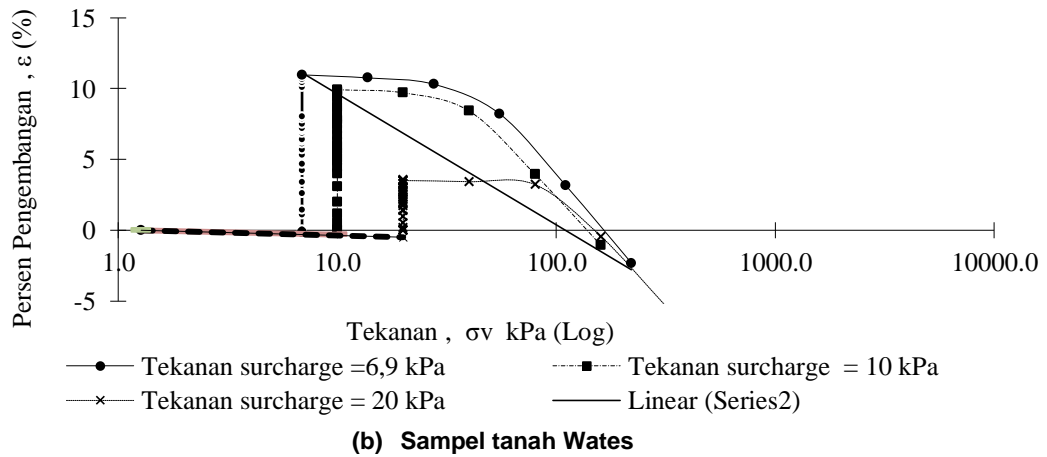 Persen Pengembangan , ε (%)
15
10
5
0
-5
1.0 10.0 100.0 1000.0 10000.0
Tekanan , σv kPa (Log)
Tekanan surcharge =6,9 kPa
Tekanan surcharge = 10 kPa
Tekanan surcharge = 20 kPa
Linear (Series2)
(b) Sampel tanah Wates